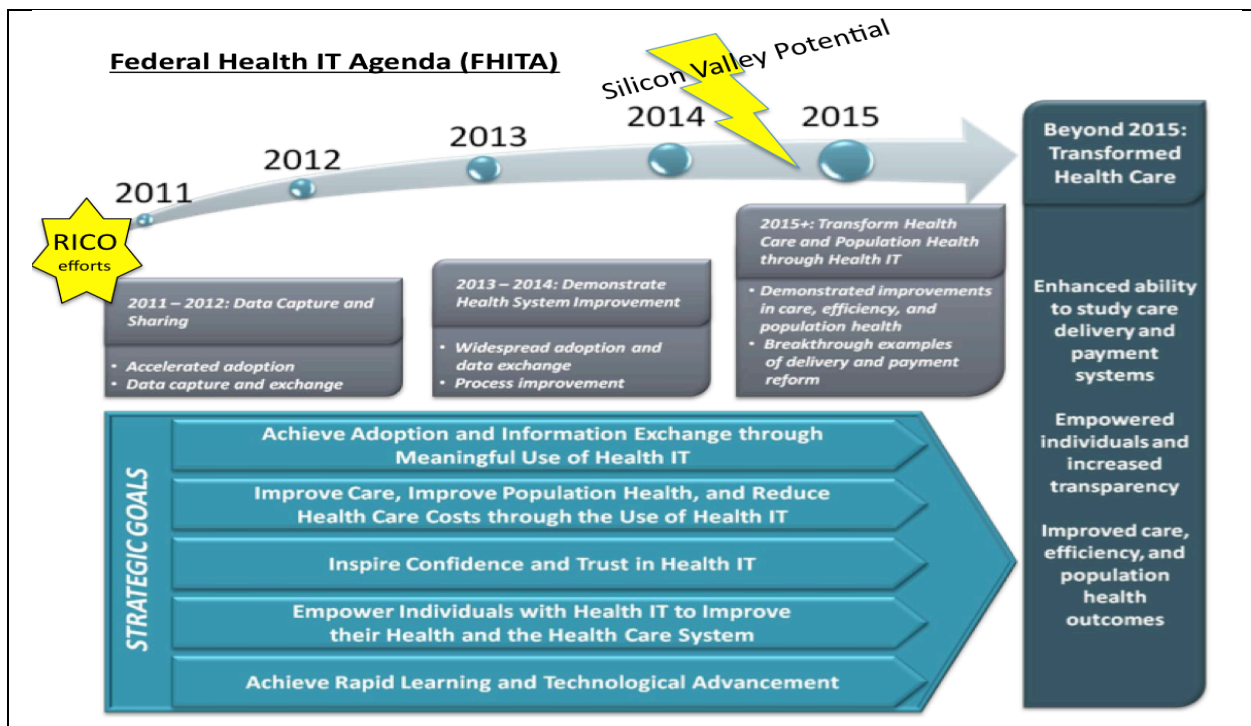 Federal Health IT Agenda (FHITA)
Silicon Valley Potential
2011
2012
2013
2014
2015
RICO
efforts
2011 – 2012: Data Capture and
Sharing
• Accelerated adoption
• Data capture and exchange
2013 – 2014: Demonstrate
Health System Improvement
• Widespread adoption and
data exchange
• Process improvement
2015+: Transform Health
Care and Population Health
through Health IT
• Demonstrated improvements
in care, efficiency, and
population health
• Breakthrough examples
of delivery and payment
reform
Beyond 2015:
Transformed
Health Care
Enhanced ability
to study care
delivery and
payment
systems
Empowered
individuals and
increased
transparency
Improved care,
efficiency, and
population
health
outcomes
STRATEGIC GOALS
Achieve Adoption and Information Exchange through
Meaningful Use of Health IT
Improve Care, Improve Population Health, and Reduce
Health Care Costs through the Use of Health IT
Inspire Confidence and Trust in Health IT
Empower Individuals with Health IT to Improve
their Health and the Health Care System
Achieve Rapid Learning and Technological Advancement